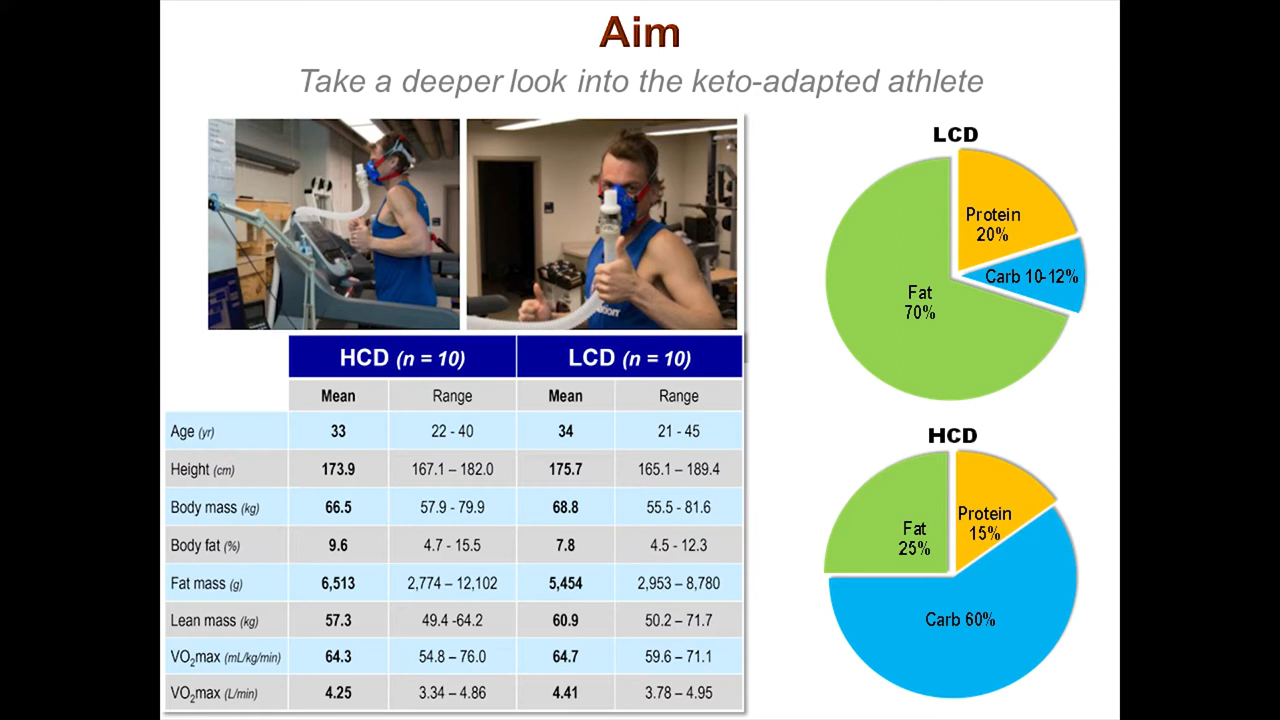 Aim
Take a deeper look into the keto-adapted athlete
HCD (n = 10) LCD (n = 10)
Mean Range Mean Range
Age (yr) 33 22 - 40 34 21 - 45
Height (cm) 173.9 167.1 – 182.0 175.7 165.1 – 189.4
Body mass (kg) 66.5 57.9 - 79.9 68.8 55.5 - 81.6
Body fat (%) 9.6 4.7 - 15.5 7.8 4.5 - 12.3
Fat mass (g) 6,513 2,774 – 12,102 5,454 2,953 – 8,780
Lean mass (kg) 57.3 49.4 -64.2 60.9 50.2 – 71.7
VO2max (mL/kg/min) 64.3 54.8 – 76.0 64.7 59.6 – 71.1
VO2max (L/min) 4.25 3.34 – 4.86 4.41 3.78 – 4.95
LCD
Protein
20%
Carb 10-12%
Fat
70%
HCD
Protein
15%
Fat
25%
Carb 60%